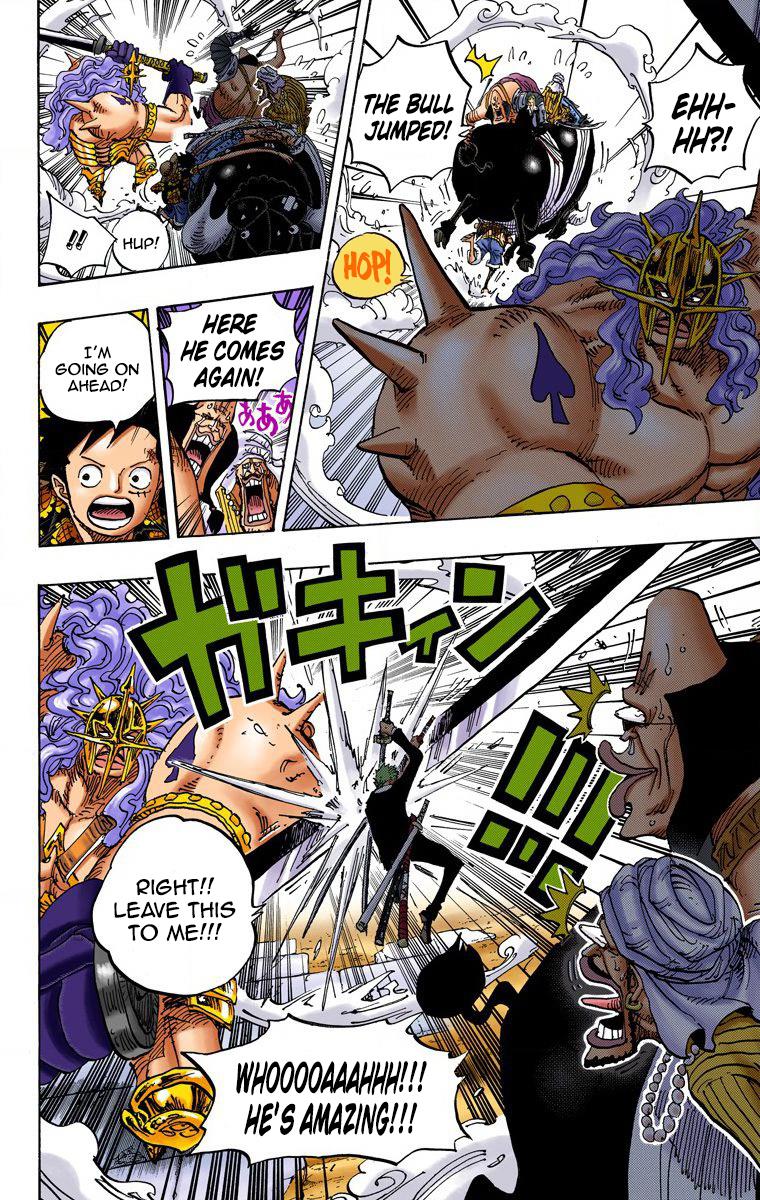 EHH-
HH?!
THE BULL
JUMPED!
HOP!
HUP!
!!
HERE
HE COMES
AGAIN!
ああぁ
I'M
GOING ON
AHEAD!
ガキィン
!!!
RIGHT!!
LEAVE THIS
TO ME!!!
WHOOOOAAAHHH!!!
HE'S AMAZING!!!